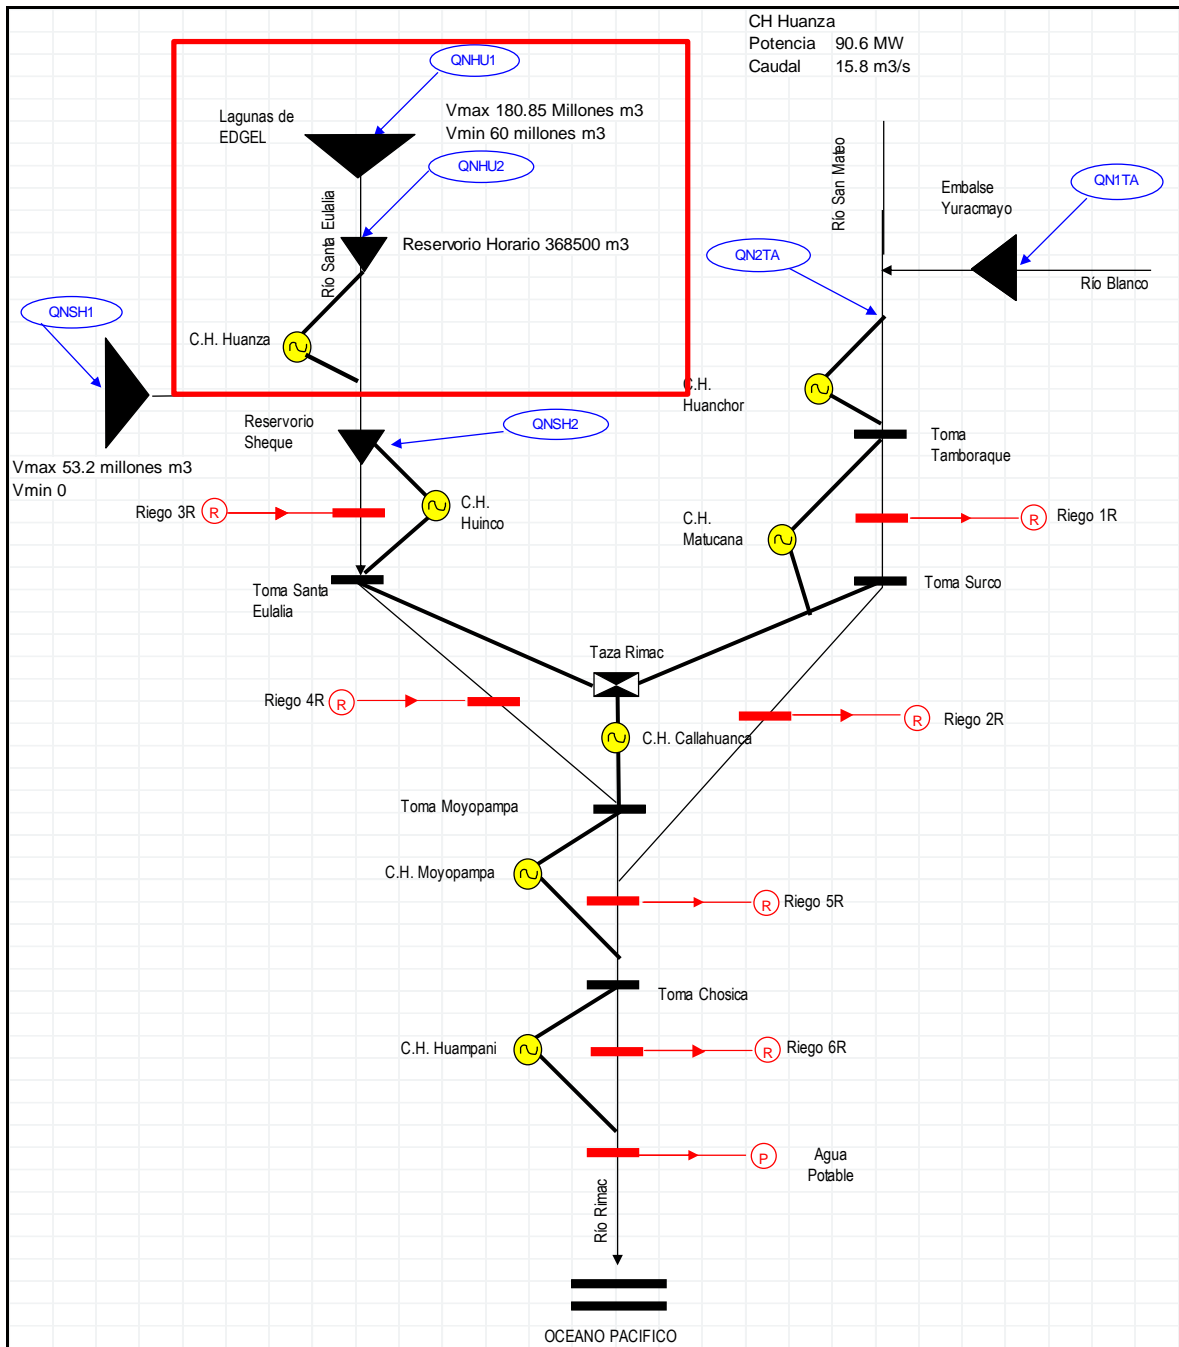 CH Huanza
Potencia 90.6 MW
Caudal 15.8 m3/s
QNHU1
Lagunas de
EDGEL
Vmax 180.85 Millones m3
Vmin 60 millones m3
QNHU2
Río Santa Eulalia
Reservorio Horario 368500 m3
Río San Mateo
Embalse
Yuracmayo
QN1TA
QN2TA
Río Blanco
QNSH1
C.H. Huanza
C.H.
Huanchor
Reservorio
Sheque
QNSH2
Toma
Tamboraque
Vmax 53.2 millones m3
Vmin 0
Riego 3R
R
C.H.
Huinco
C.H.
Matucana
R
Riego 1R
Toma Santa
Eulalia
Toma Surco
Taza Rimac
Riego 4R
R
C.H. Callahuanca
R
Riego 2R
Toma Moyopampa
C.H. Moyopampa
R
Riego 5R
Toma Chosica
C.H. Huampani
R
Riego 6R
P
Agua
Potable
Río Rimac
OCEANO PACIFICO